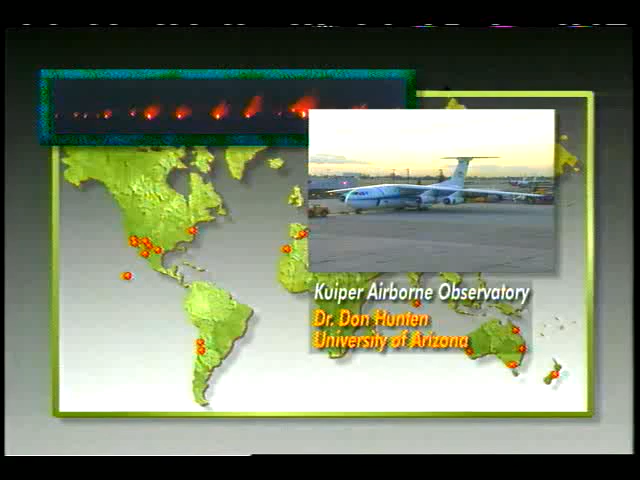 Kuiper Airborne Observatory
Dr. Don Hunten
University of Arizona